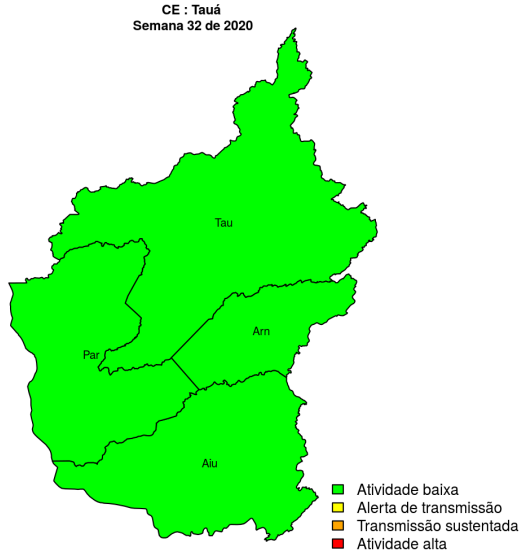 CE : Tauá
Semana 32 de 2020
Tau
Arn
Par
Aiu
Atividade baixa
Alerta de transmissão
Transmissão sustentada
Atividade alta